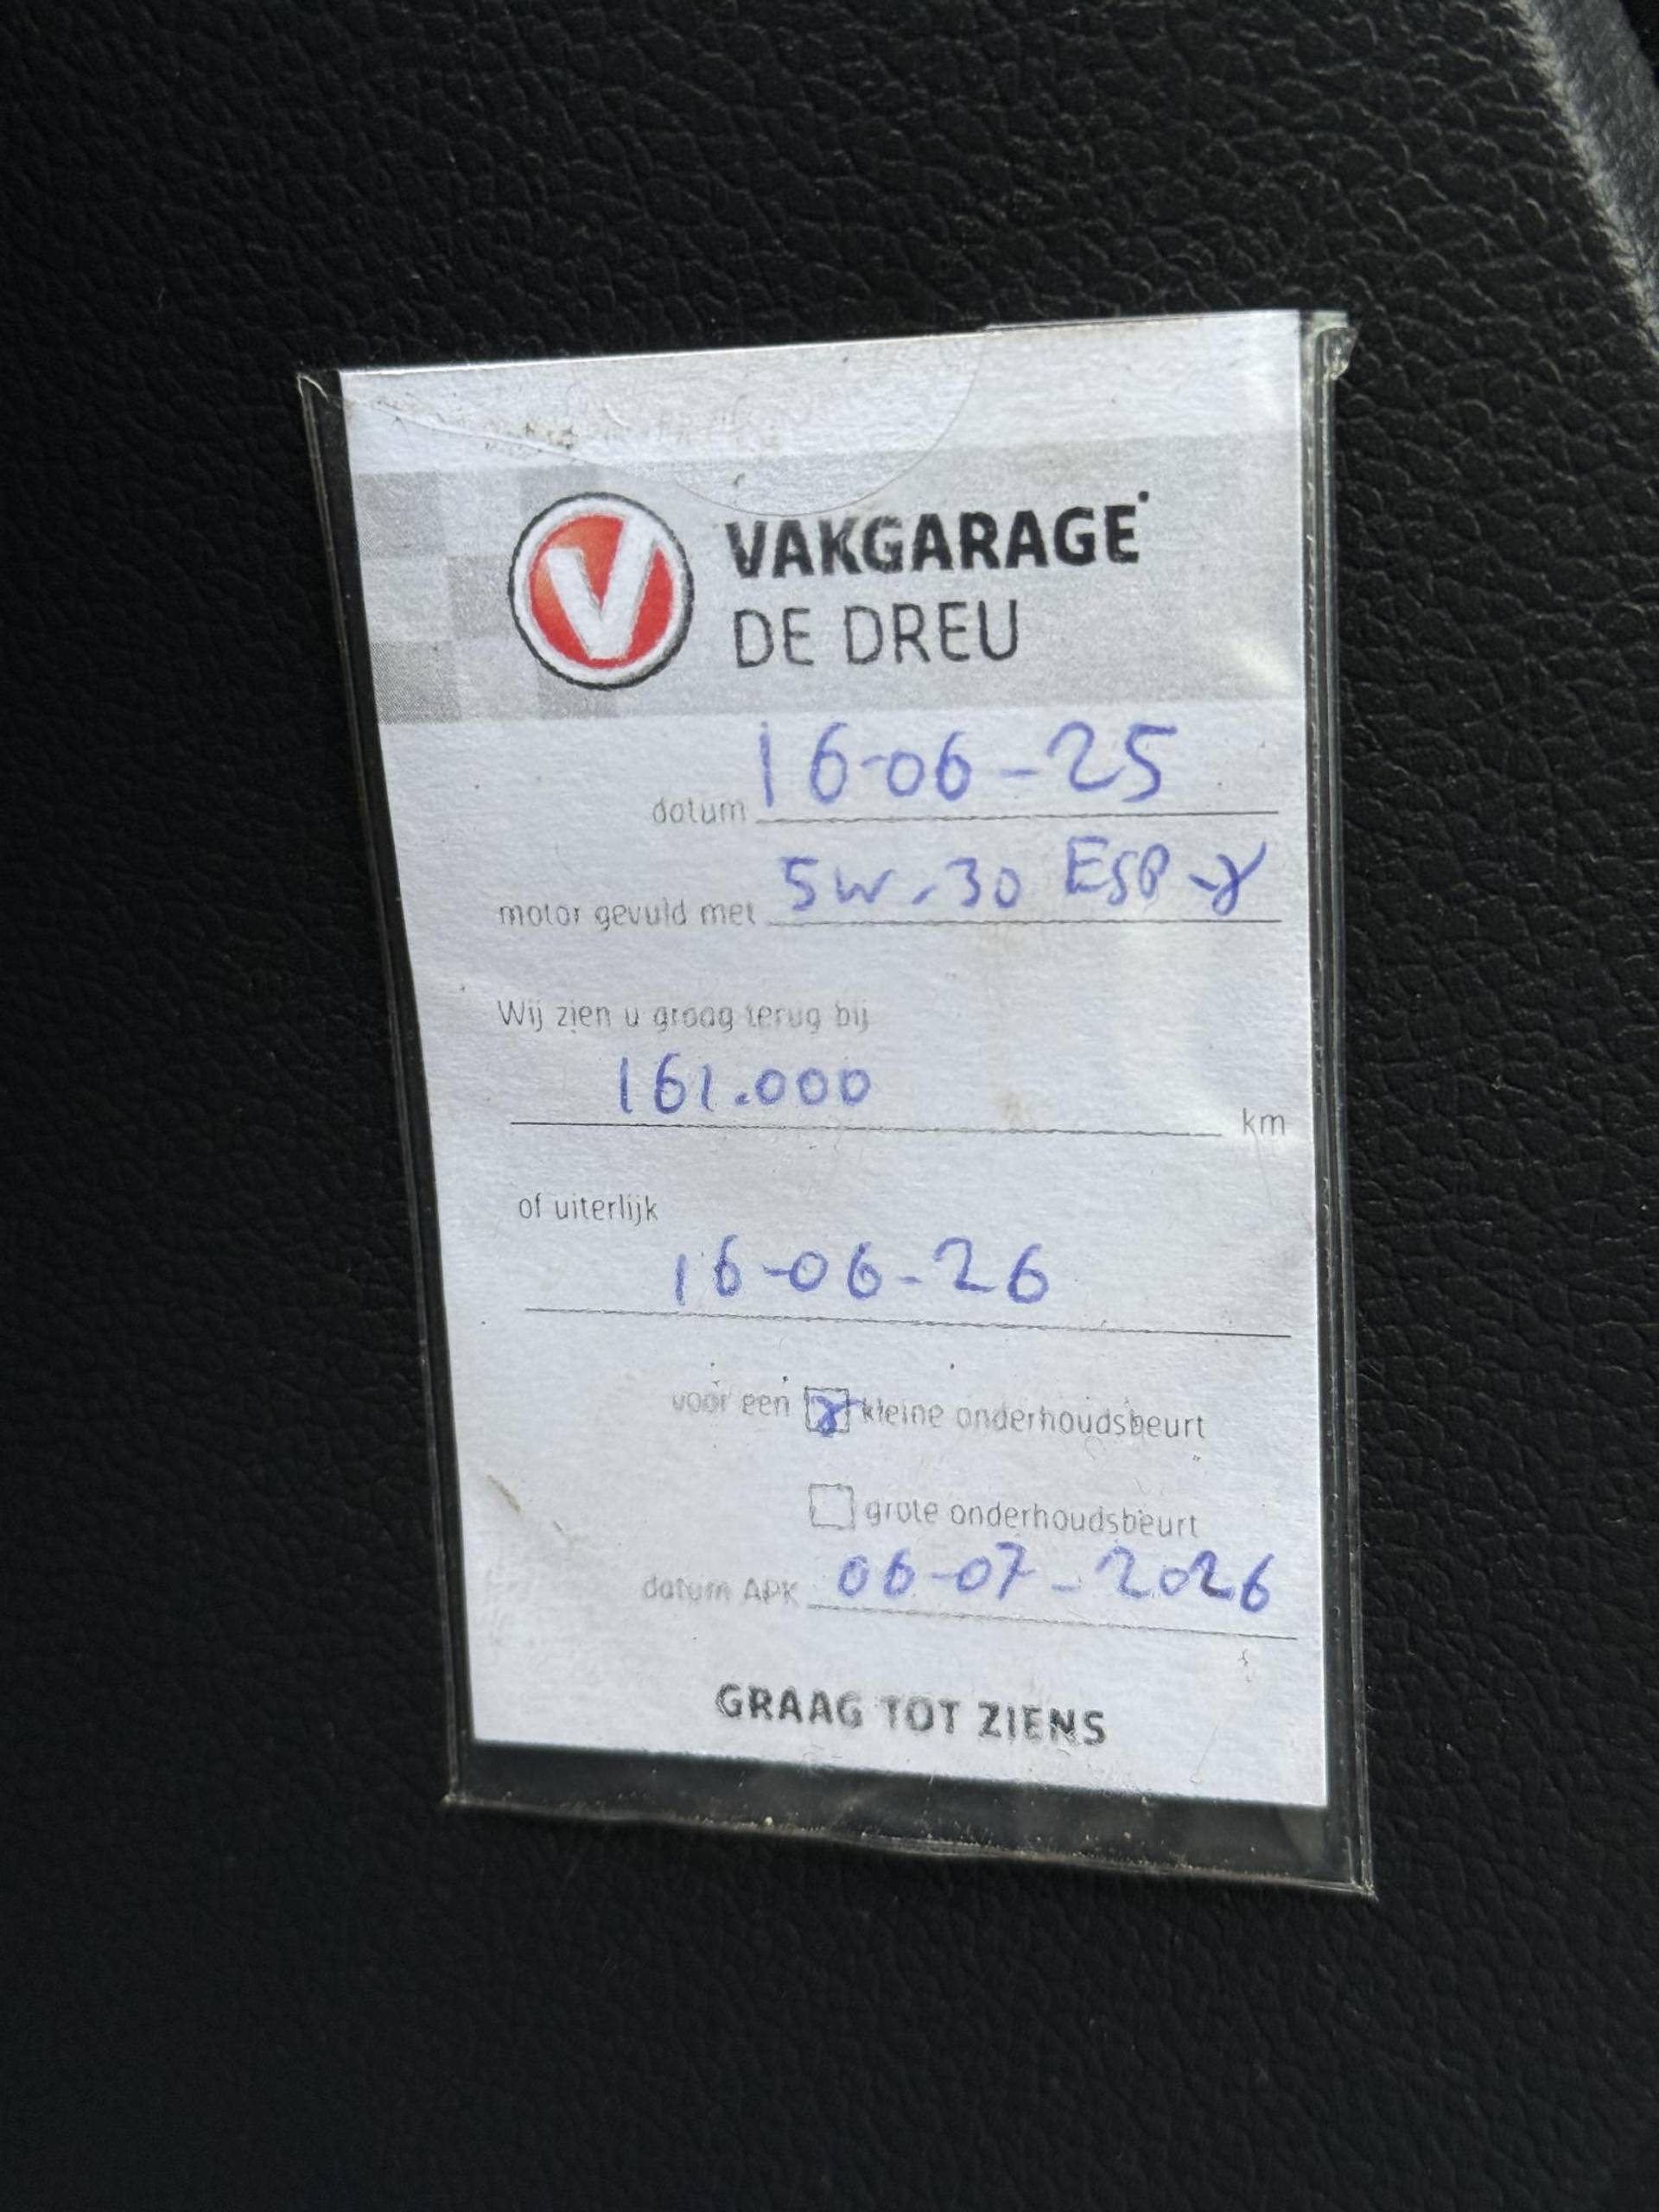 VAKGARAGE
DE DREU
datum 16-06-25
motor gevuld met 5W-30 ESP
Wij zien u graag terug bij
161.000 km
of uiterlijk
16-06-26
voor een kleine onderhoudsbeurt
grote onderhoudsbeurt
datum APK 06-07-2026
GRAAG TOT ZIENS